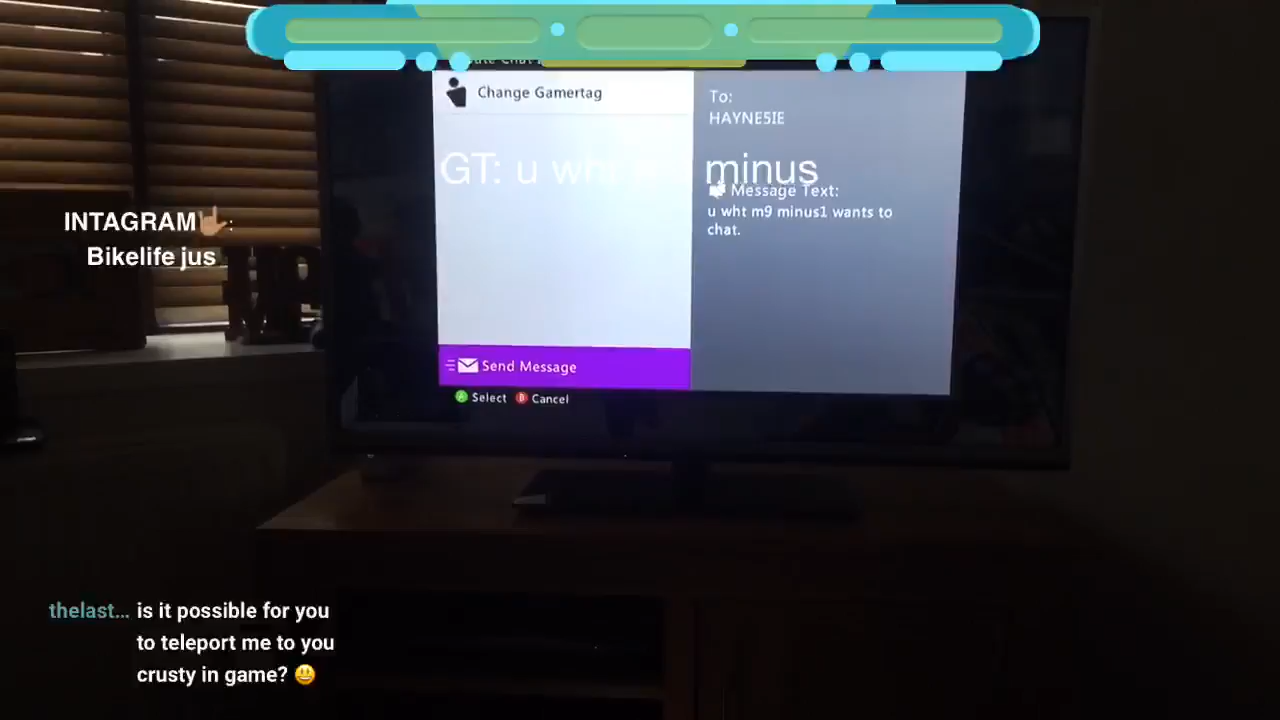 Change Gamertag
To:
HAYNE5IE
GT: u wht minus
Message Text:
u wht m9 minus1 wants to
chat.
INTAGRAM🤟🏼:
Bikelife jus
Send Message
A Select B Cancel
thelast… is it possible for you
to teleport me to you
crusty in game? 😃